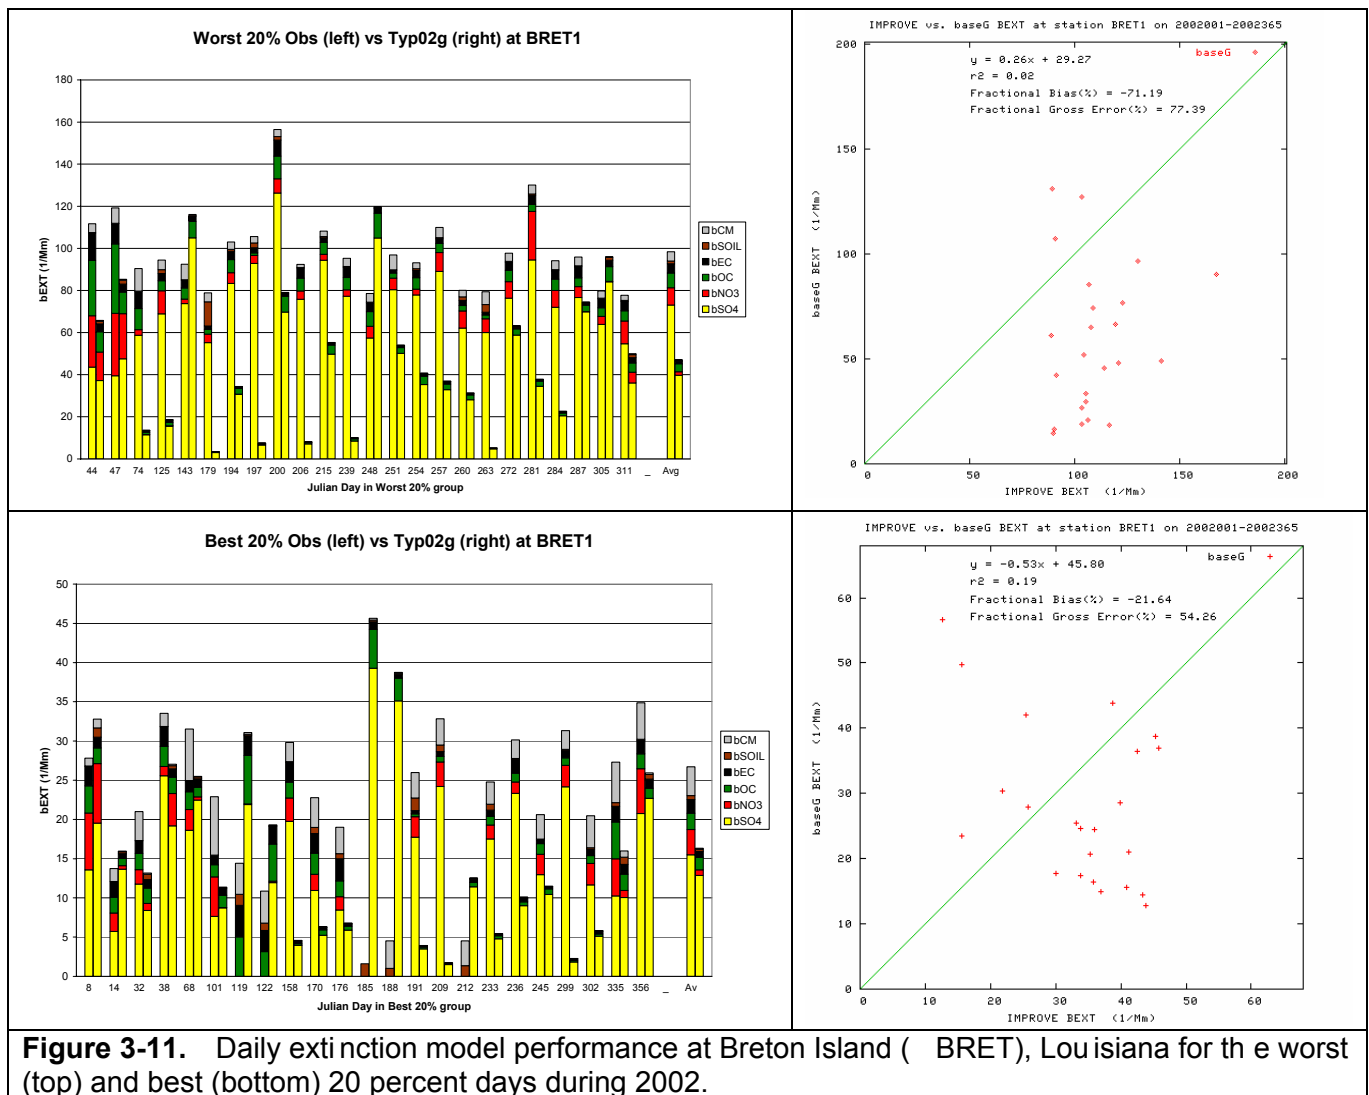 Worst 20% Obs (left) vs Typ02g (right) at BRET1
bEXT (1/Mm)
180
160
140
120
100
80
60
40
20
0
44 47 74 125 143 179 194 197 200 206 215 239 248 251 254 257 260 263 272 281 284 287 305 311 _ Avg
Julian Day in Worst 20% group
bCM
bSOIL
bEC
bOC
bNO3
bSO4
IMPROVE vs. baseG BEXT at station BRET1 on 2002001-2002365
baseG
y = 0.26x + 29.27
r2 = 0.02
Fractional Bias(%) = -71.19
Fractional Gross Error(%) = 77.39
baseG BEXT (1/Mm)
200
150
100
50
0
0 50 100 150 200
IMPROVE BEXT (1/Mm)
Best 20% Obs (left) vs Typ02g (right) at BRET1
bEXT (1/Mm)
50
45
40
35
30
25
20
15
10
5
0
8 14 32 38 68 101 119 122 158 170 176 185 188 191 209 212 233 236 245 299 302 335 356 _ Av
Julian Day in Best 20% group
bCM
bSOIL
bEC
bOC
bNO3
bSO4
IMPROVE vs. baseG BEXT at station BRET1 on 2002001-2002365
baseG
y = -0.53x + 45.80
r2 = 0.19
Fractional Bias(%) = -21.64
Fractional Gross Error(%) = 54.26
baseG BEXT (1/Mm)
60
50
40
30
20
10
0
0 10 20 30 40 50 60
IMPROVE BEXT (1/Mm)
Figure 3-11. Daily extinction model performance at Breton Island ( BRET), Louisiana for th e worst
(top) and best (bottom) 20 percent days during 2002.